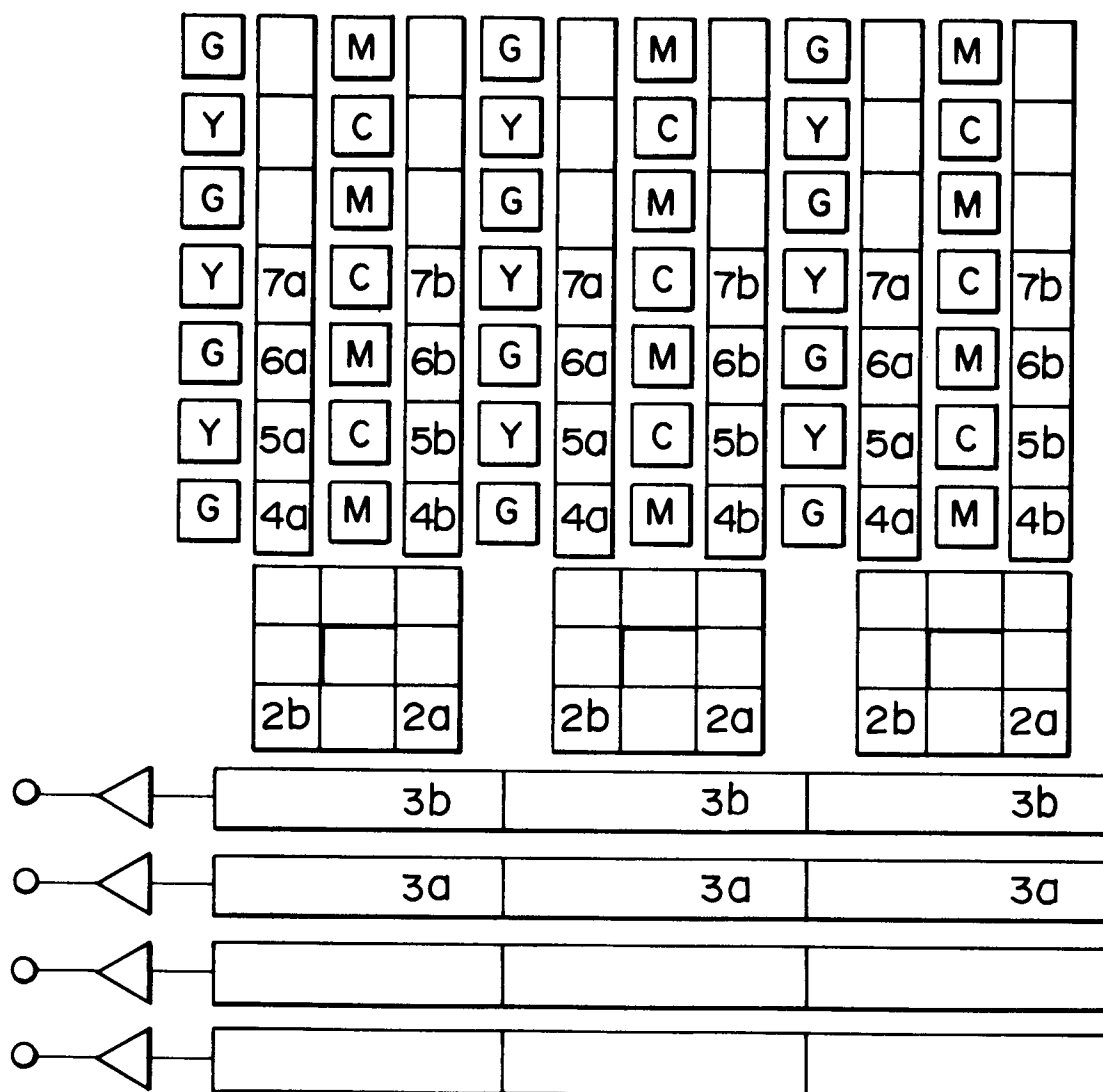 G M G M G M
Y C Y C Y C
G M G M G M
Y 7a C 7b Y 7a C 7b Y 7a C 7b
G 6a M 6b G 6a M 6b G 6a M 6b
Y 5a C 5b Y 5a C 5b Y 5a C 5b
G 4a M 4b G 4a M 4b G 4a M 4b
2b 2a 2b 2a 2b 2a
3b 3b 3b
3a 3a 3a